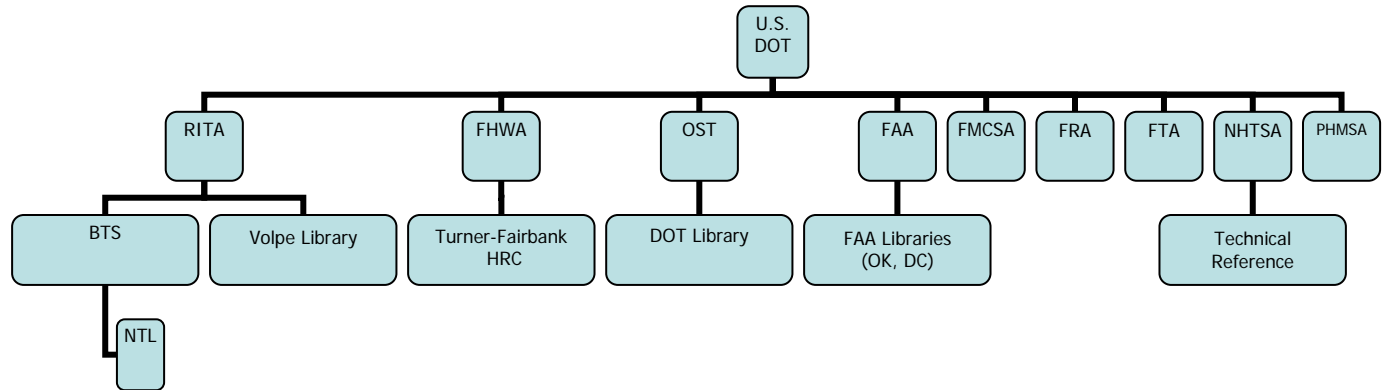 U.S.
DOT
RITA
FHWA
OST
FAA
FMCSA
FRA
FTA
NHTSA
PHMSA
BTS
Volpe Library
Turner-Fairbank
HRC
DOT Library
FAA Libraries
(OK, DC)
Technical
Reference
NTL